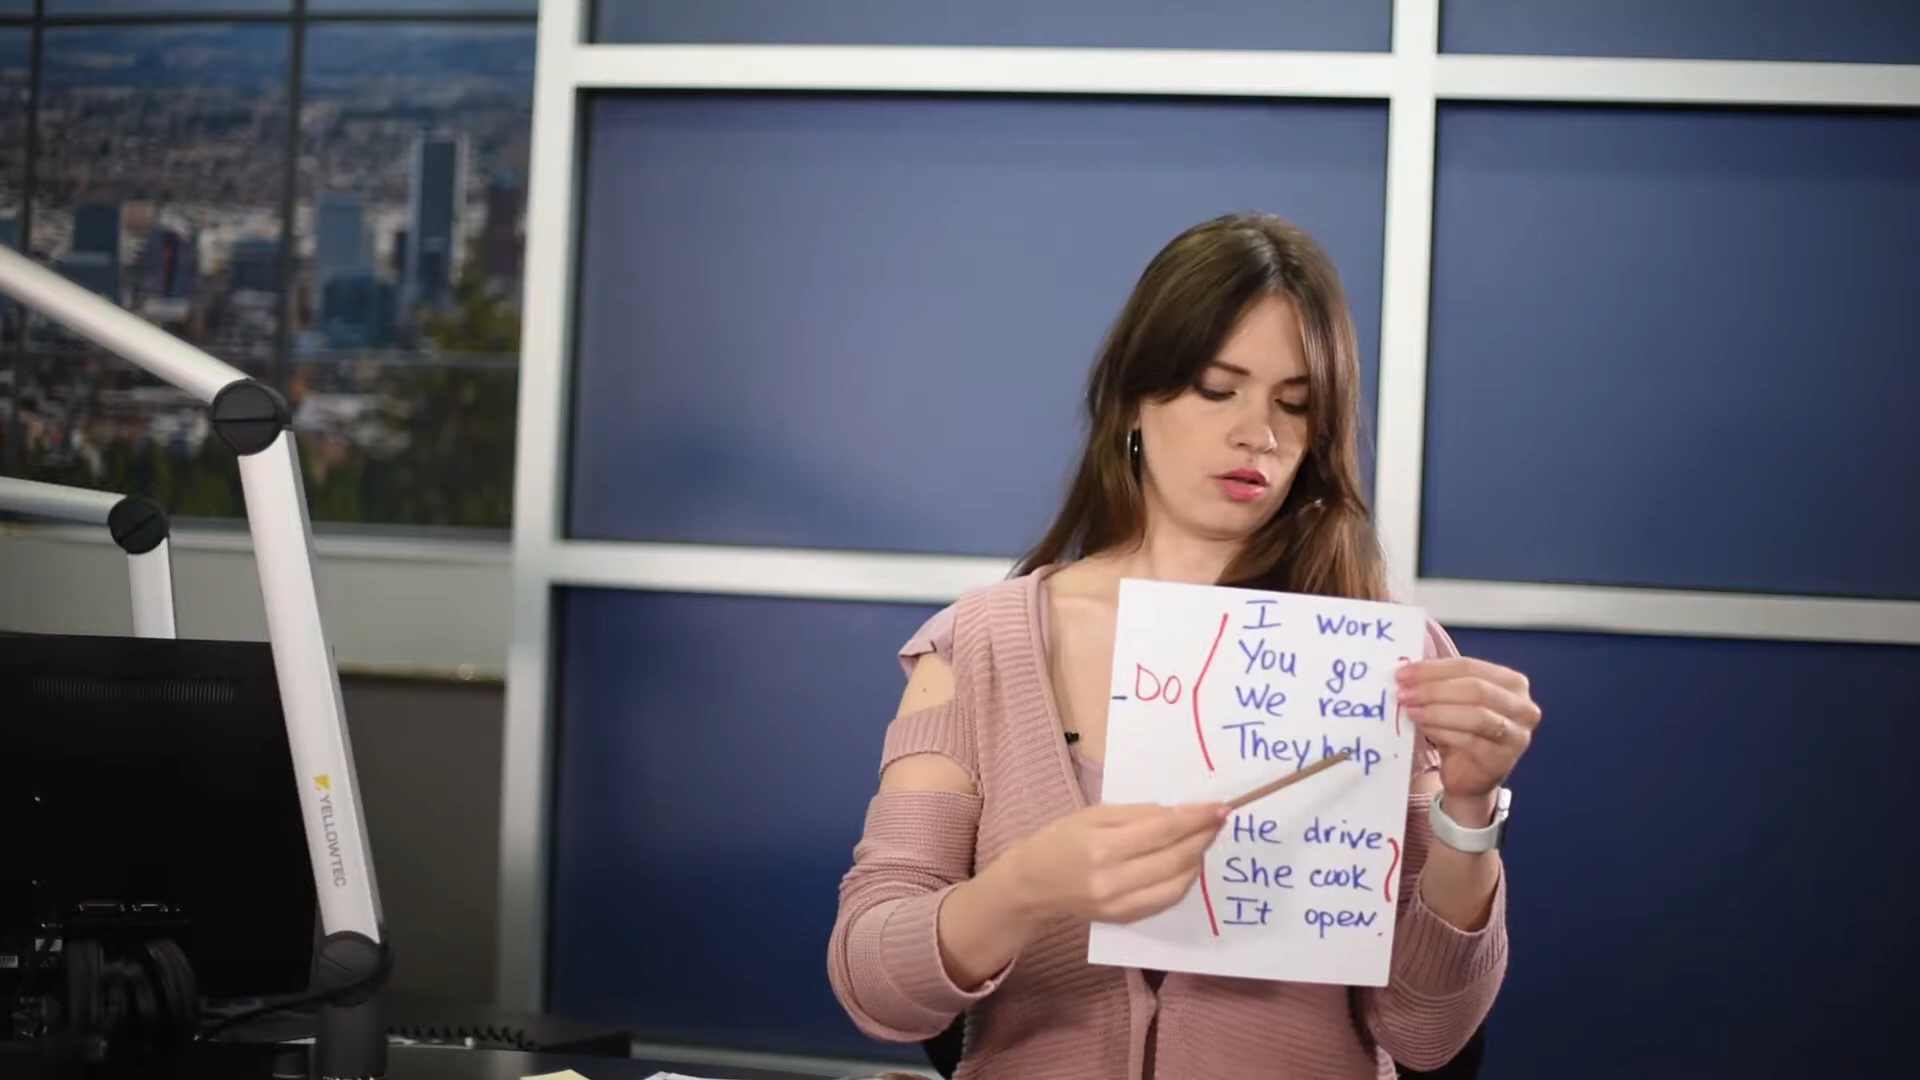 I work
You go
DO We read
They help.
He drive
She cook
It open.
YELLOWTEC